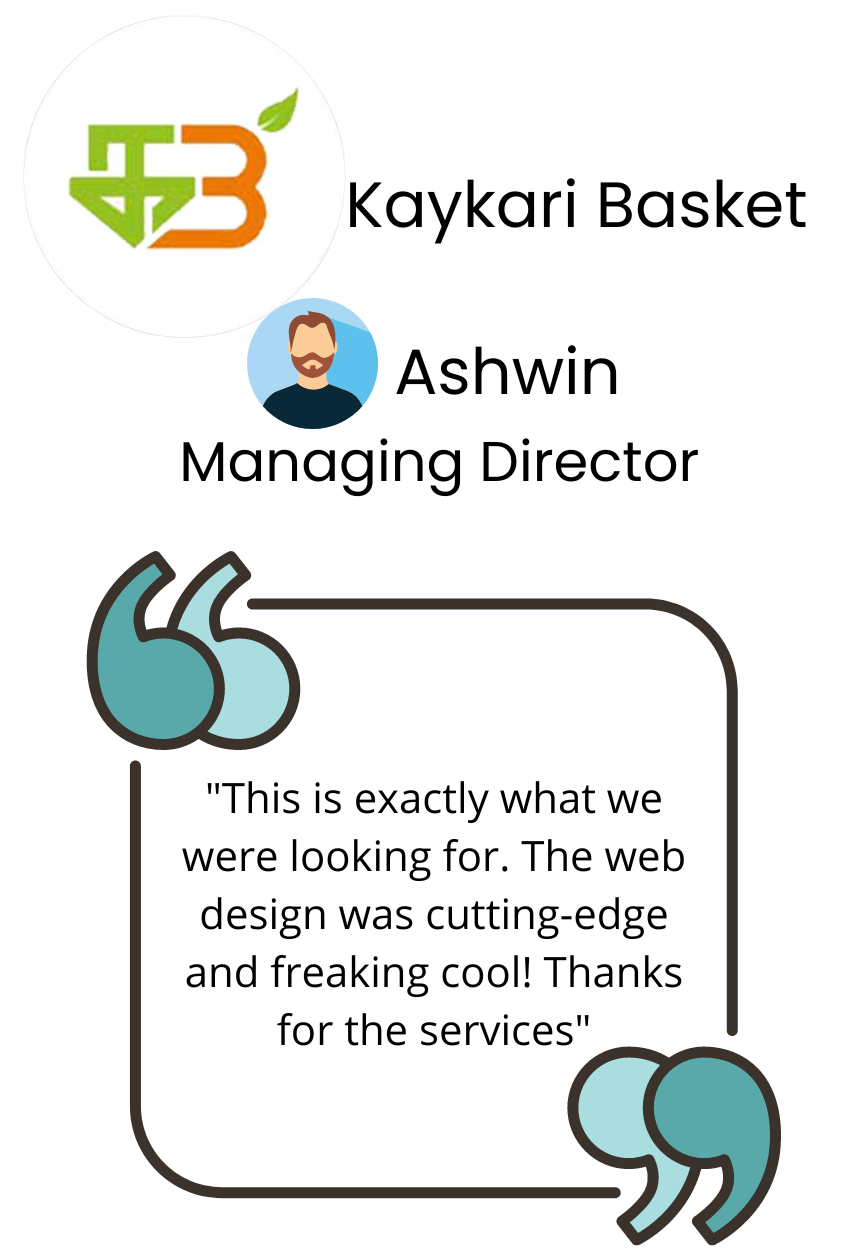 Kaykari Basket
Ashwin
Managing Director
"This is exactly what we
were looking for. The web
design was cutting-edge
and freaking cool! Thanks
for the services"